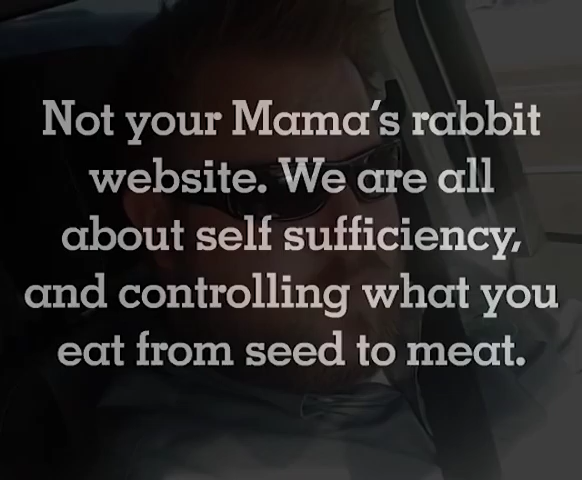 Not your Mama's rabbit
website. We are all
about self sufficiency,
and controlling what you
eat from seed to meat.